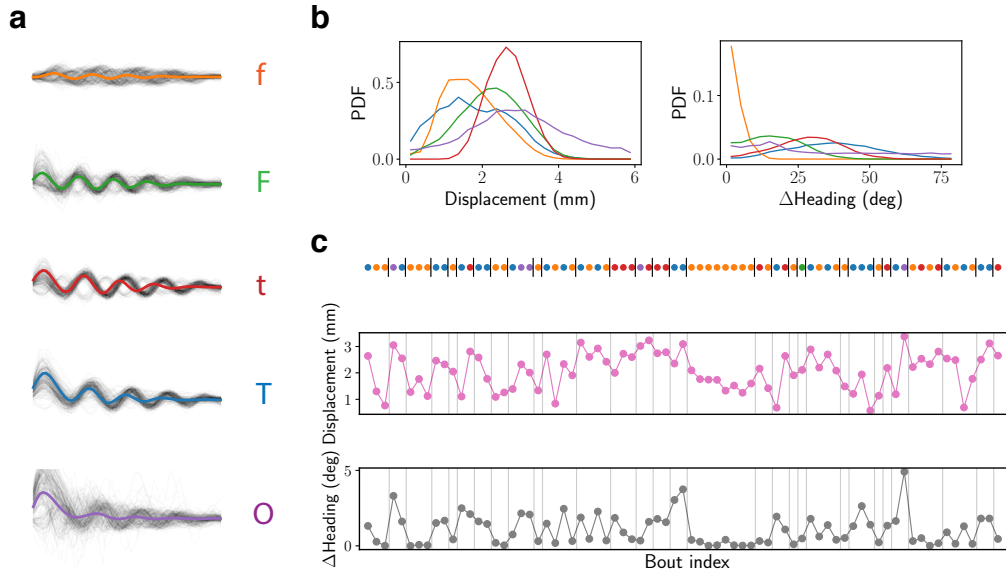 a
f
F
t
T
O
b
PDF
0.5
0.0
0
2
4
6
Displacement (mm)
PDF
0.1
0.0
0
25
50
75
ΔHeading (deg)
c
Displacement (mm)
3
2
1
ΔHeading (deg)
5
0
Bout index